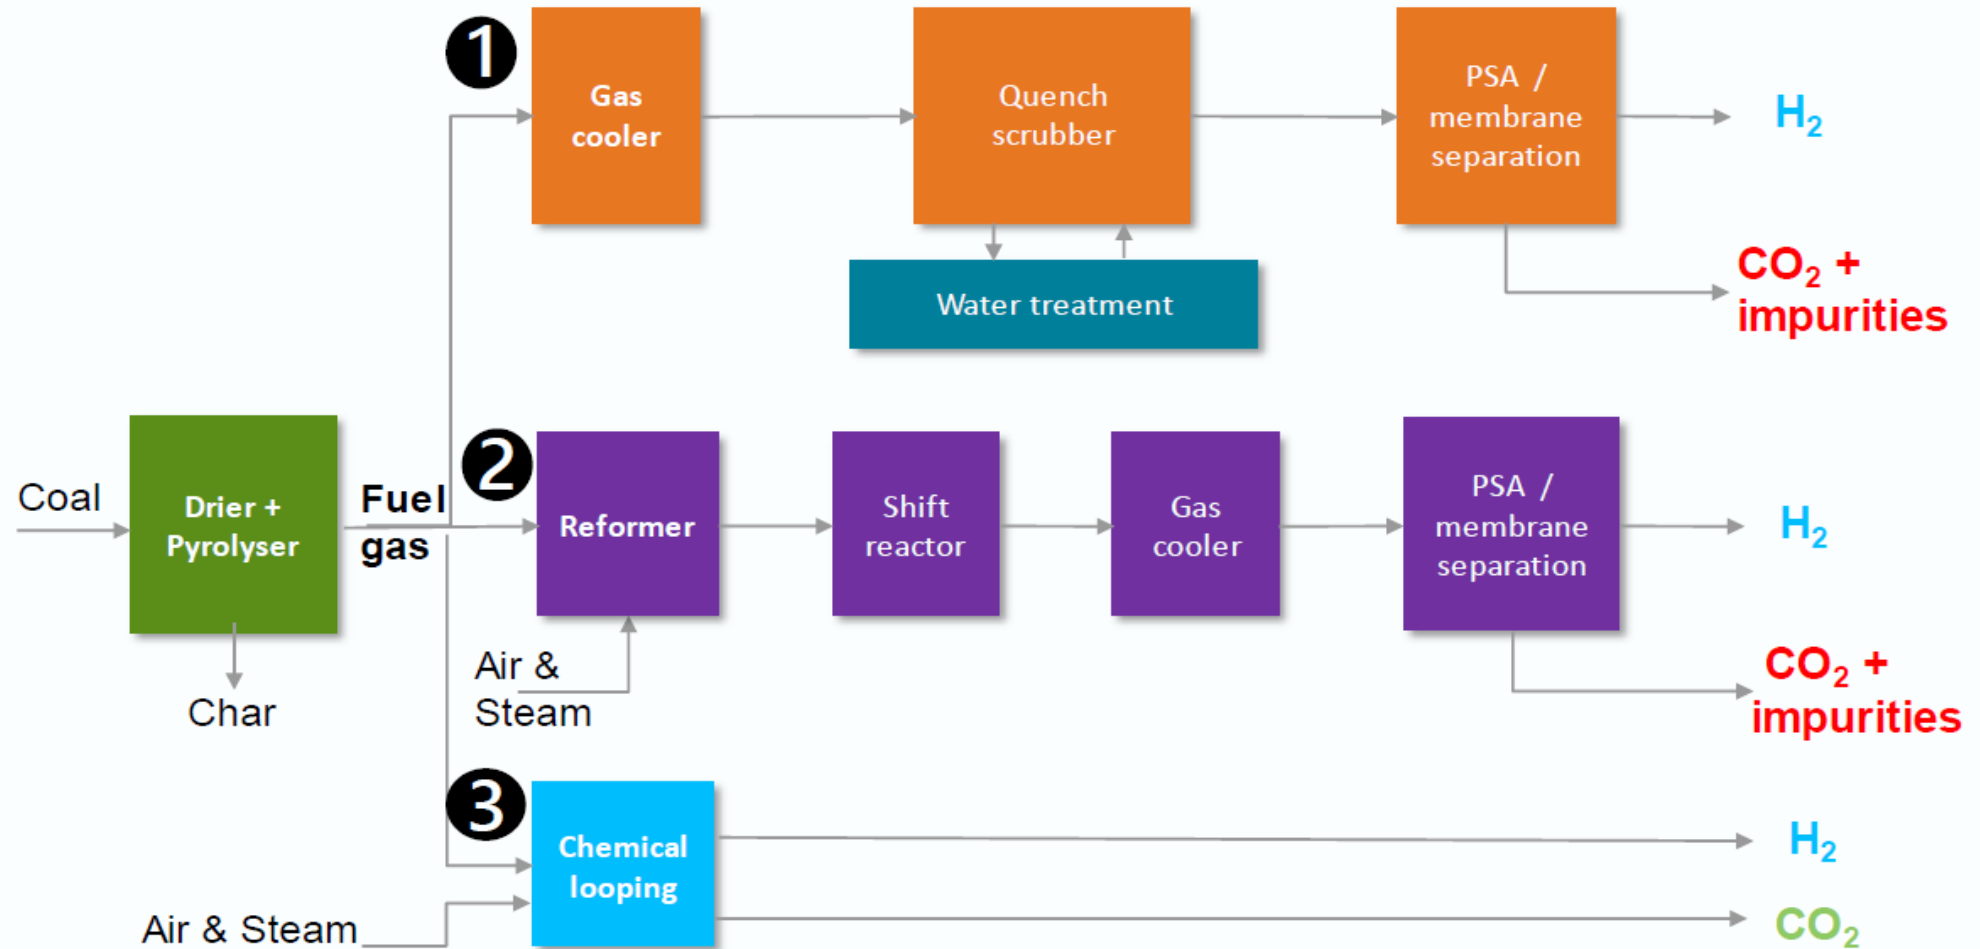 1
Gas
cooler
Quench
scrubber
PSA /
membrane
separation
H₂
CO₂ +
impurities
Water treatment
Coal
Drier +
Pyrolyser
Fuel
gas
Char
2
Reformer
Air &
Steam
Shift
reactor
Gas
cooler
PSA /
membrane
separation
H₂
CO₂ +
impurities
3
Chemical
looping
Air & Steam
H₂
CO₂